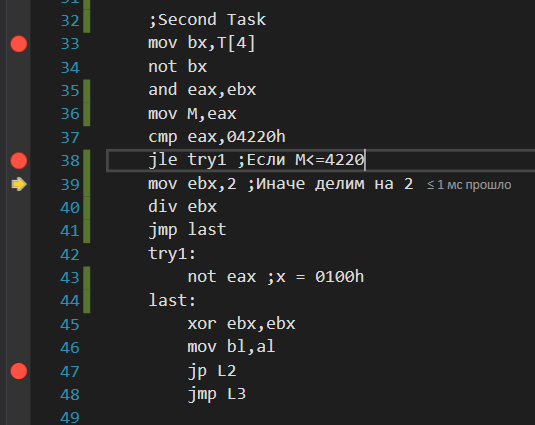 32 ;Second Task
33 mov bx,T[4]
34 not bx
35 and eax,ebx
36 mov M,eax
37 cmp eax,04220h
38 jle try1 ;Если M<=4220
39 mov ebx,2 ;Иначе делим на 2 ≤ 1 мс прошло
40 div ebx
41 jmp last
42 try1:
43 not eax ;x = 0100h
44 last:
45 xor ebx,ebx
46 mov bl,al
47 jp L2
48 jmp L3
49